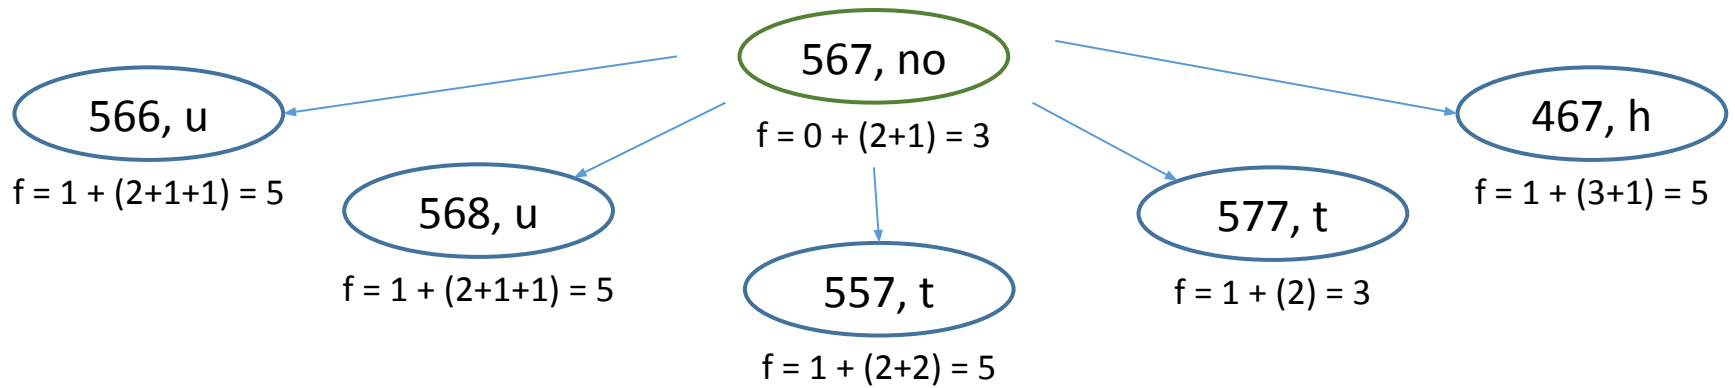 567, no
f = 0 + (2+1) = 3
566, u
f = 1 + (2+1+1) = 5
568, u
f = 1 + (2+1+1) = 5
557, t
f = 1 + (2+2) = 5
577, t
f = 1 + (2) = 3
467, h
f = 1 + (3+1) = 5